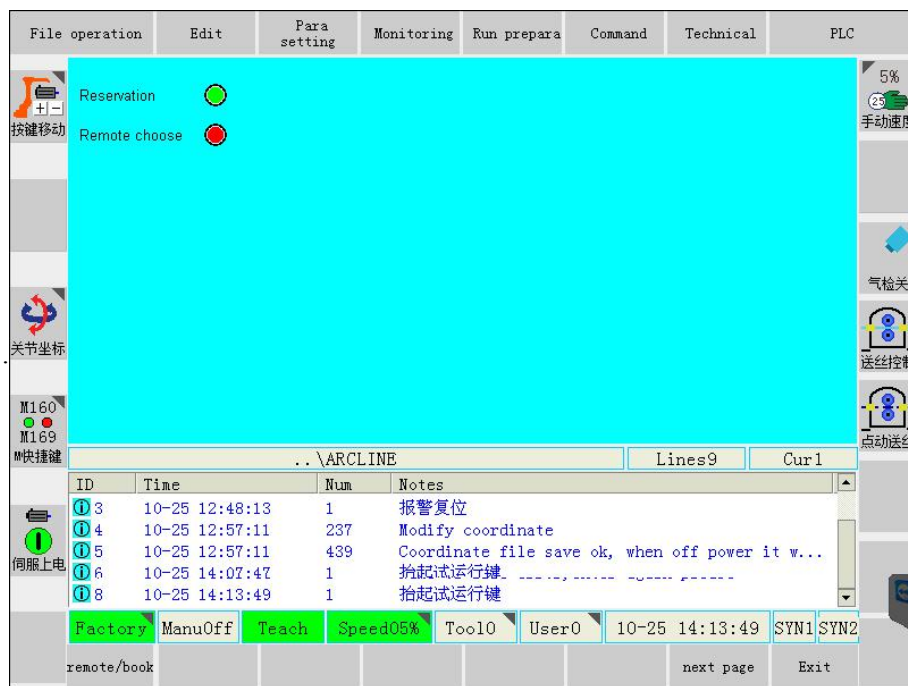 File operation
Edit
Para setting
Monitoring
Run prepara
Command
Technical
PLC
按键移动
Reservation
Remote choose
5%
25
手动速度
气检关
关节坐标
送丝控制
M160
M169
M快捷键
点动送丝
..\ARCLINE
Lines9
Cur1
ID Time Num Notes
3 10-25 12:48:13 1 报警复位
4 10-25 12:57:11 237 Modify coordinate
5 10-25 12:57:11 439 Coordinate file save ok, when off power it w...
6 10-25 14:07:47 1 抬起试运行键
8 10-25 14:13:49 1 抬起试运行键
伺服上电
Factory
ManuOff
Teach
Speed05%
Tool0
User0
10-25 14:13:49
SYN1
SYN2
remote/book
next page
Exit